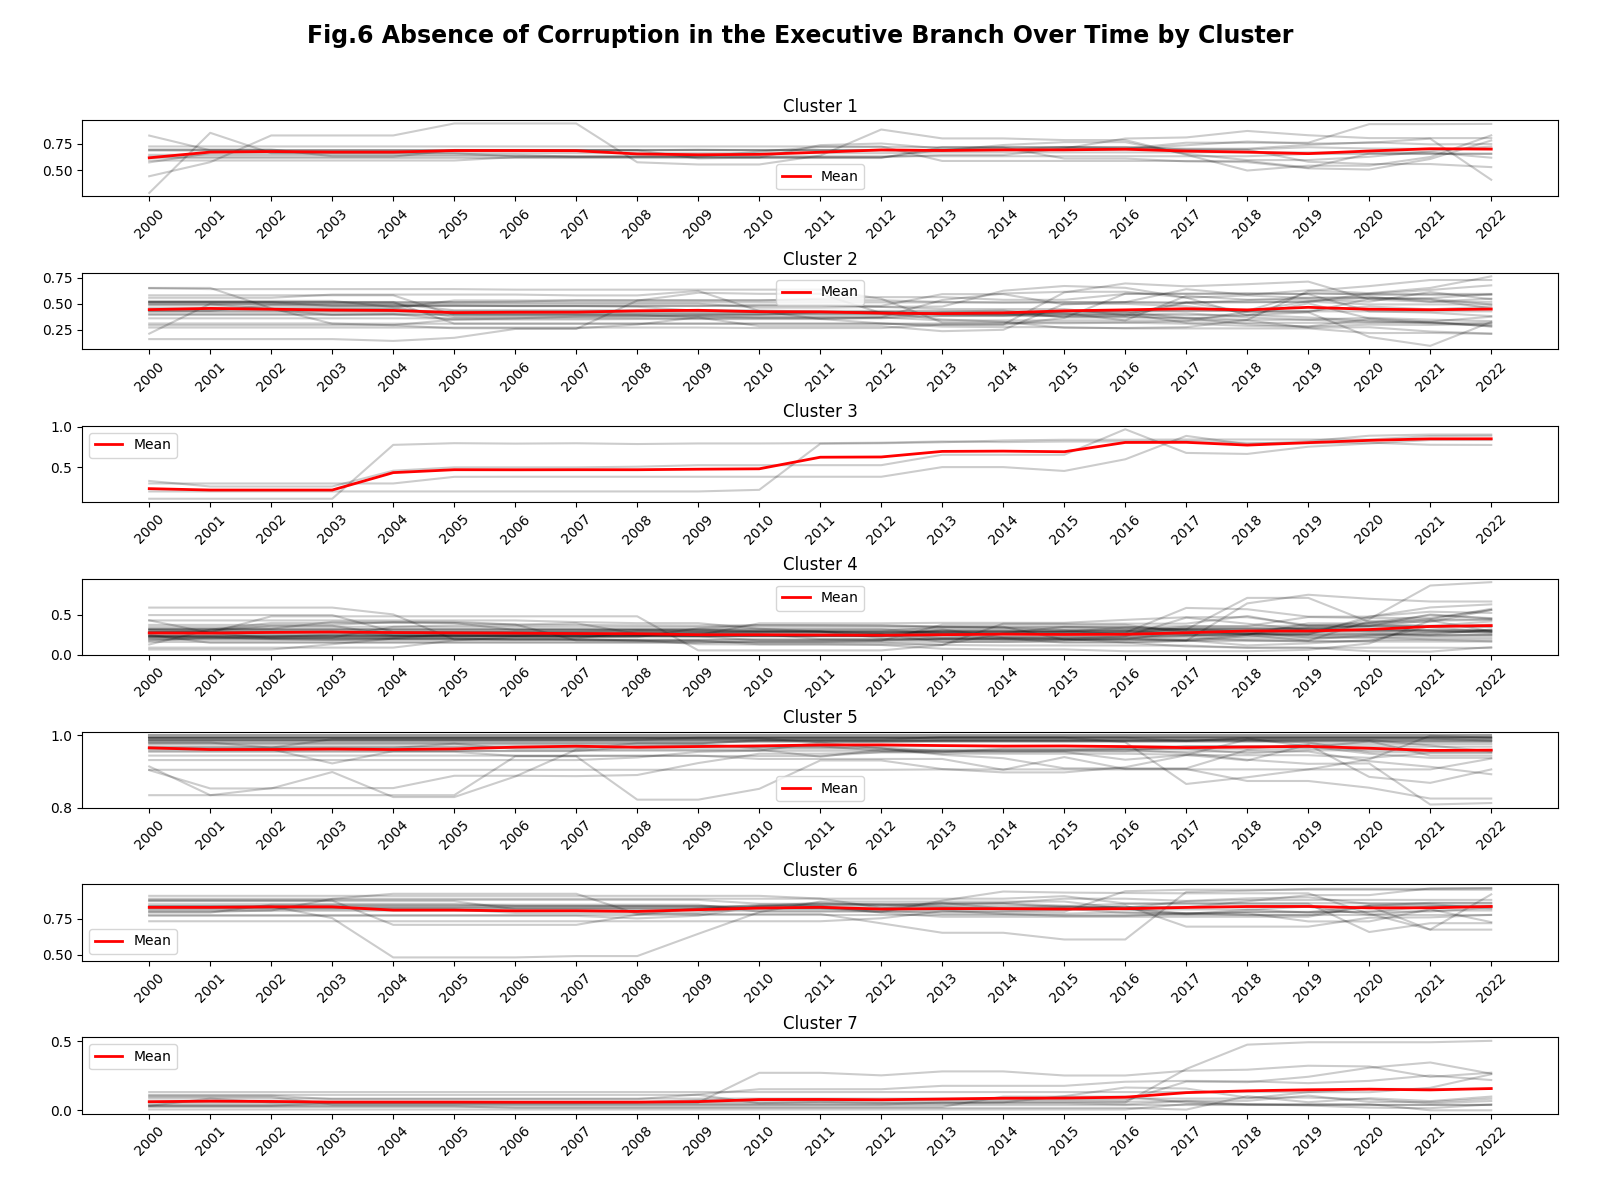 Fig.6 Absence of Corruption in the Executive Branch Over Time by Cluster
Cluster 1
0.75
0.50
Mean
2000 2001 2002 2003 2004 2005 2006 2007 2008 2009 2010 2011 2012 2013 2014 2015 2016 2017 2018 2019 2020 2021 2022
Cluster 2
0.75
0.50
0.25
Mean
2000 2001 2002 2003 2004 2005 2006 2007 2008 2009 2010 2011 2012 2013 2014 2015 2016 2017 2018 2019 2020 2021 2022
Cluster 3
1.0
0.5
Mean
2000 2001 2002 2003 2004 2005 2006 2007 2008 2009 2010 2011 2012 2013 2014 2015 2016 2017 2018 2019 2020 2021 2022
Cluster 4
0.5
0.0
Mean
2000 2001 2002 2003 2004 2005 2006 2007 2008 2009 2010 2011 2012 2013 2014 2015 2016 2017 2018 2019 2020 2021 2022
Cluster 5
1.0
0.8
Mean
2000 2001 2002 2003 2004 2005 2006 2007 2008 2009 2010 2011 2012 2013 2014 2015 2016 2017 2018 2019 2020 2021 2022
Cluster 6
0.75
0.50
Mean
2000 2001 2002 2003 2004 2005 2006 2007 2008 2009 2010 2011 2012 2013 2014 2015 2016 2017 2018 2019 2020 2021 2022
Cluster 7
0.5
0.0
Mean
2000 2001 2002 2003 2004 2005 2006 2007 2008 2009 2010 2011 2012 2013 2014 2015 2016 2017 2018 2019 2020 2021 2022